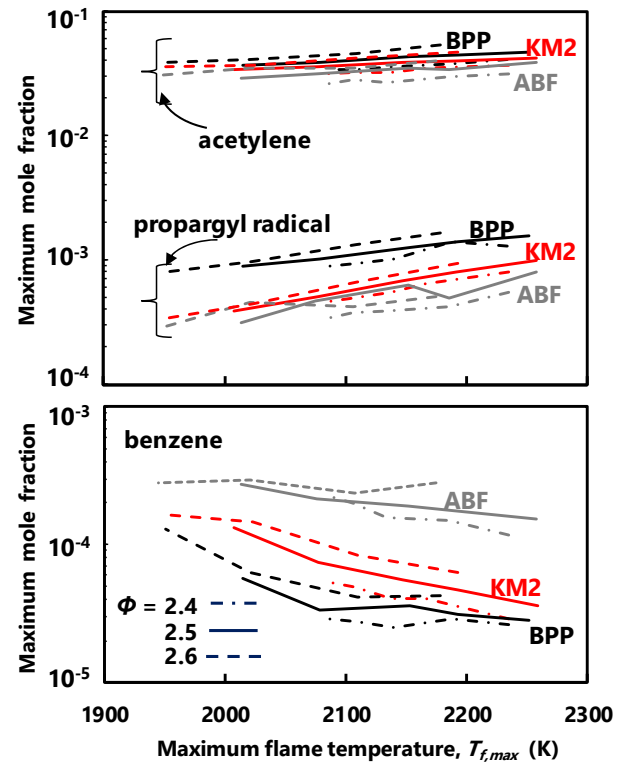 10-1
BPP
KM2
ABF
acetylene
10-2
Maximum mole fraction
propargyl radical
BPP
10-3
KM2
ABF
10-4
10-3
benzene
ABF
Maximum mole fraction
10-4
KM2
Φ = 2.4
2.5
BPP
2.6
10-5
1900 2000 2100 2200 2300
Maximum flame temperature, Tf,max (K)